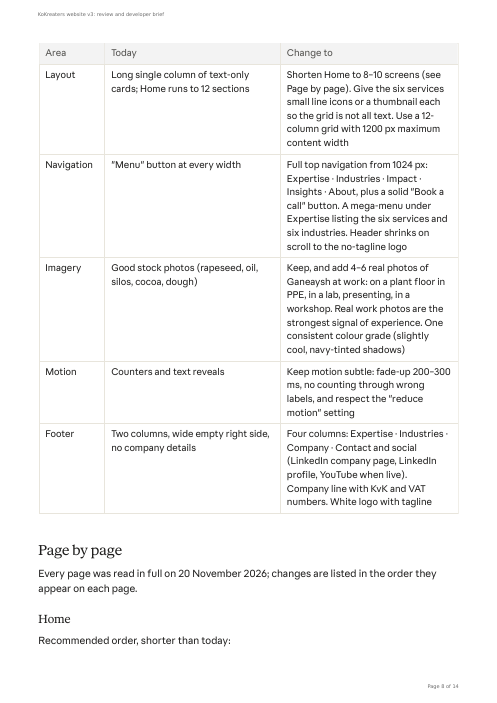 KoKreaters website v3: review and developer brief
Area Today Change to
Layout Long single column of text-only cards; Home runs to 12 sections
Shorten Home to 8–10 screens (see
Page by page). Give the six services
small line icons or a thumbnail each
so the grid is not all text. Use a 12-
column grid with 1200 px maximum
content width
Navigation "Menu" button at every width
Full top navigation from 1024 px:
Expertise · Industries · Impact ·
Insights · About, plus a solid "Book a
call" button. A mega-menu under
Expertise listing the six services and
six industries. Header shrinks on
scroll to the no-tagline logo
Imagery
Good stock photos (rapeseed, oil,
silos, cocoa, dough)
Keep, and add 4–6 real photos of
Ganeaysh at work: on a plant floor in
PPE, in a lab, presenting, in a
workshop. Real work photos are the
strongest signal of experience. One
consistent colour grade (slightly
cool, navy-tinted shadows)
Motion
Counters and text reveals
Keep motion subtle: fade-up 200–300
ms, no counting through wrong
labels, and respect the "reduce
motion" setting
Footer
Two columns, wide empty right side,
no company details
Four columns: Expertise · Industries ·
Company · Contact and social
(LinkedIn company page, LinkedIn
profile, YouTube when live).
Company line with KvK and VAT
numbers. White logo with tagline
Page by page
Every page was read in full on 20 November 2026; changes are listed in the order they
appear on each page.
Home
Recommended order, shorter than today:
Page 8 of 14